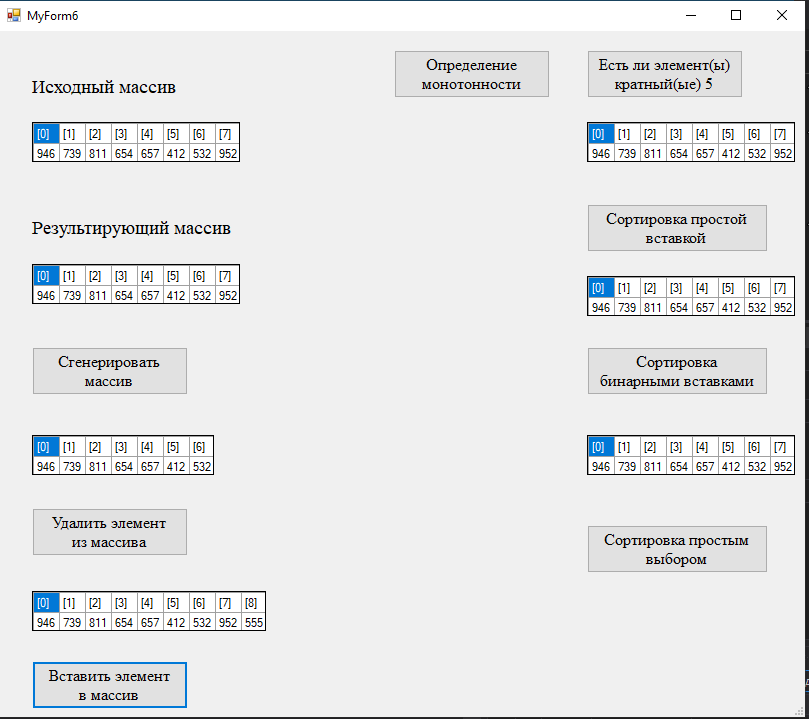 MyForm6
Определение
монотонности
Есть ли элемент(ы)
кратный(ые) 5
Исходный массив
[0] [1] [2] [3] [4] [5] [6] [7]
946 739 811 654 657 412 532 952
[0] [1] [2] [3] [4] [5] [6] [7]
946 739 811 654 657 412 532 952
Результирующий массив
Сортировка простой
вставкой
[0] [1] [2] [3] [4] [5] [6] [7]
946 739 811 654 657 412 532 952
[0] [1] [2] [3] [4] [5] [6] [7]
946 739 811 654 657 412 532 952
Сгенерировать
массив
Сортировка
бинарными вставками
[0] [1] [2] [3] [4] [5] [6]
946 739 811 654 657 412 532
[0] [1] [2] [3] [4] [5] [6] [7]
946 739 811 654 657 412 532 952
Удалить элемент
из массива
Сортировка простым
выбором
[0] [1] [2] [3] [4] [5] [6] [7] [8]
946 739 811 654 657 412 532 952 555
Вставить элемент
в массив